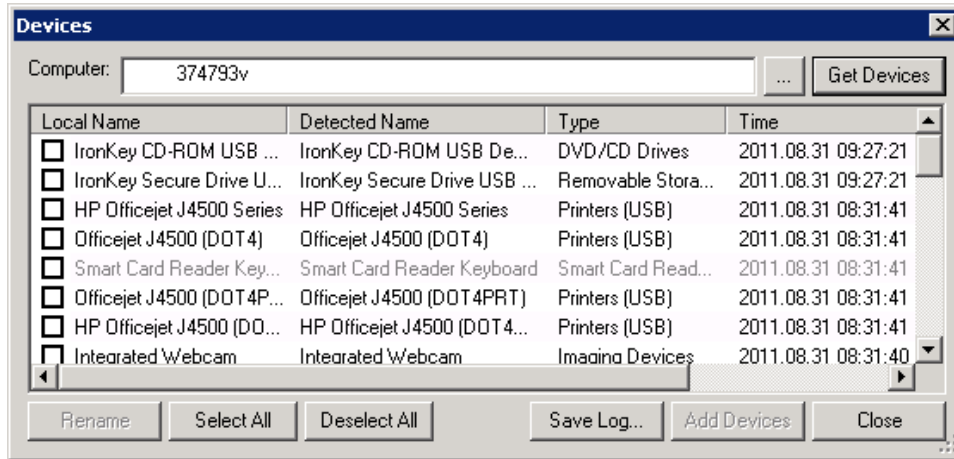 Devices
Computer: 374793v ... Get Devices
Local Name Detected Name Type Time
IronKey CD-ROM USB ... IronKey CD-ROM USB De... DVD/CD Drives 2011.08.31 09:27:21
IronKey Secure Drive U... IronKey Secure Drive USB ... Removable Stora... 2011.08.31 09:27:21
HP Officejet J4500 Series HP Officejet J4500 Series Printers (USB) 2011.08.31 08:31:41
Officejet J4500 (DOT4) Officejet J4500 (DOT4) Printers (USB) 2011.08.31 08:31:41
Smart Card Reader Key... Smart Card Reader Keyboard Smart Card Read... 2011.08.31 08:31:41
Officejet J4500 (DOT4P... Officejet J4500 (DOT4PRT) Printers (USB) 2011.08.31 08:31:41
HP Officejet J4500 (DO... HP Officejet J4500 (DOT4... Printers (USB) 2011.08.31 08:31:41
Integrated Webcam Integrated Webcam Imaging Devices 2011.08.31 08:31:40
Rename Select All Deselect All Save Log... Add Devices Close